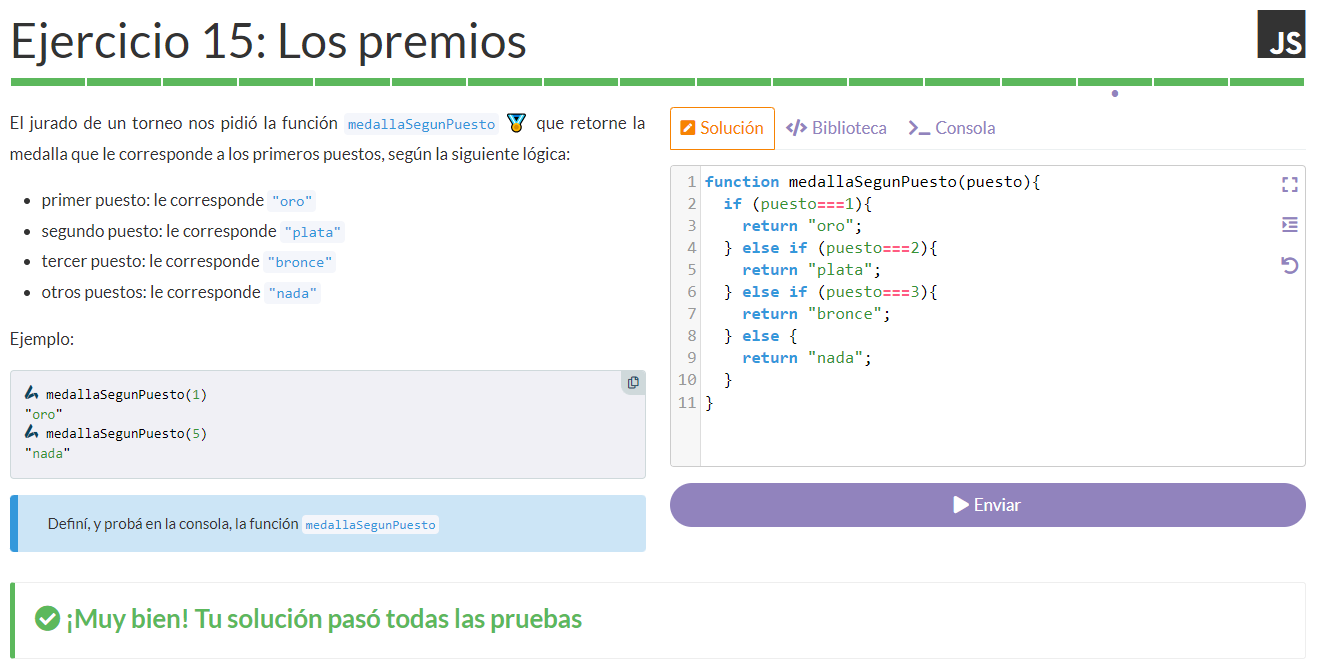 Ejercicio 15: Los premios
JS
El jurado de un torneo nos pidió la función medallaSegunPuesto 🏅 que retorne la
medalla que le corresponde a los primeros puestos, según la siguiente lógica:
• primer puesto: le corresponde "oro"
• segundo puesto: le corresponde "plata"
• tercer puesto: le corresponde "bronce"
• otros puestos: le corresponde "nada"
Ejemplo:
medallaSegunPuesto(1)
"oro"
medallaSegunPuesto(5)
"nada"
Definí, y probá en la consola, la función medallaSegunPuesto
Solución </> Biblioteca >_ Consola
1 function medallaSegunPuesto(puesto){
2   if (puesto===1){
3     return "oro";
4   } else if (puesto===2){
5     return "plata";
6   } else if (puesto===3){
7     return "bronce";
8   } else {
9     return "nada";
10   }
11 }
Enviar
¡Muy bien! Tu solución pasó todas las pruebas